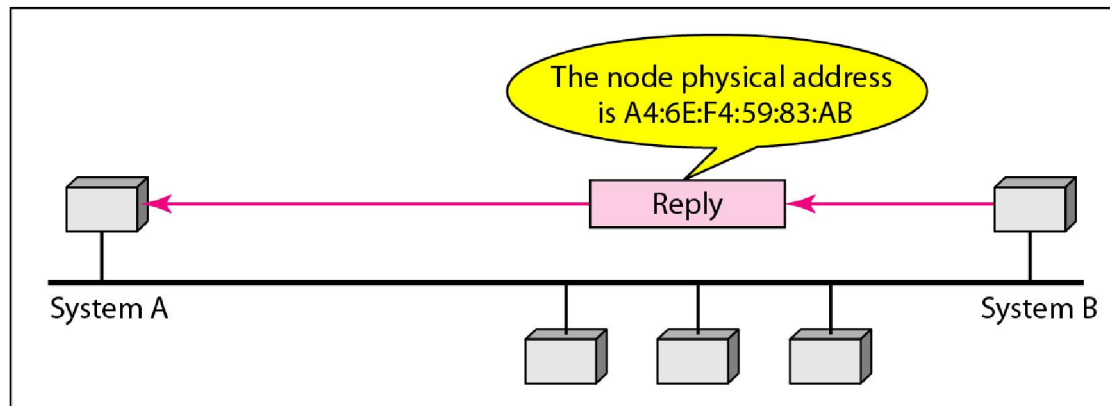 The node physical address
is A4:6E:F4:59:83:AB
Reply
System A
System B